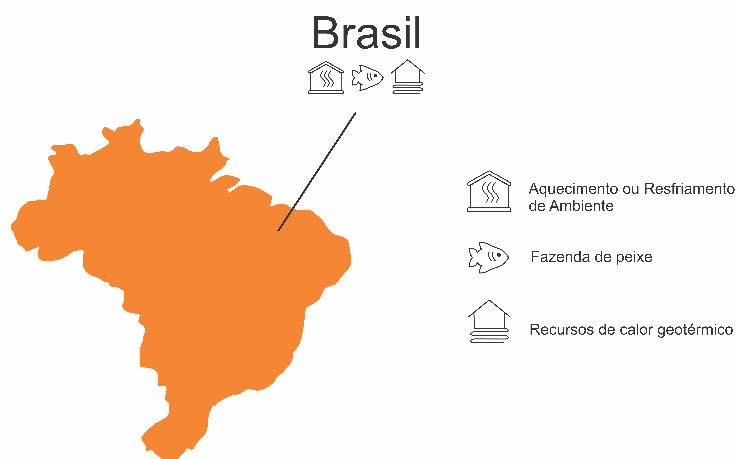 Brasil
Aquecimento ou Resfriamento
de Ambiente
Fazenda de peixe
Recursos de calor geotérmico